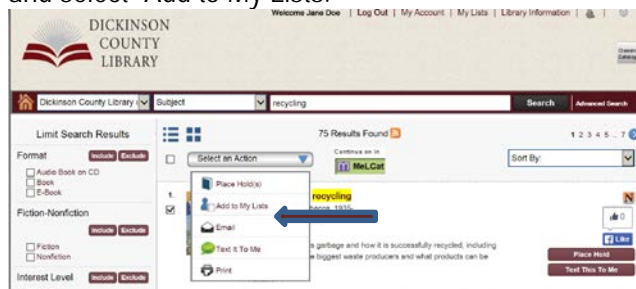 and select "Add to My Lists"
DICKINSON
COUNTY
LIBRARY
Welcome Jane Doe | Log Out | My Account | My Lists | Library Information |
Dickinson County Library
Subject
recycling
Search
Advanced Search
Limit Search Results
75 Results Found
1 2 3 4 5 .. 7
Format
Include
Exclude
Select an Action
Continue on in
MeLCat
Sort By:
Audio Book on CD
Book
E-Book
Place Hold(s)
1.
recycling
Add to My Lists
1935-
Fiction-Nonfiction
Include
Exclude
Email
0
Like
Fiction
Nonfiction
Text It To Me
s garbage and how it is successfully recycled, including
biggest waste producers and what products can be
Place Hold
Text This To Me
Print
Interest Level
Include
Exclude